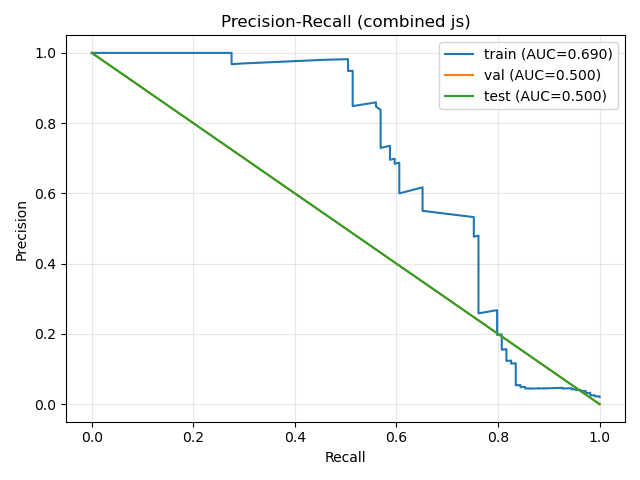 Precision-Recall (combined js)
train (AUC=0.690)
val (AUC=0.500)
test (AUC=0.500)
Precision
1.0
0.8
0.6
0.4
0.2
0.0
0.0 0.2 0.4 0.6 0.8 1.0
Recall